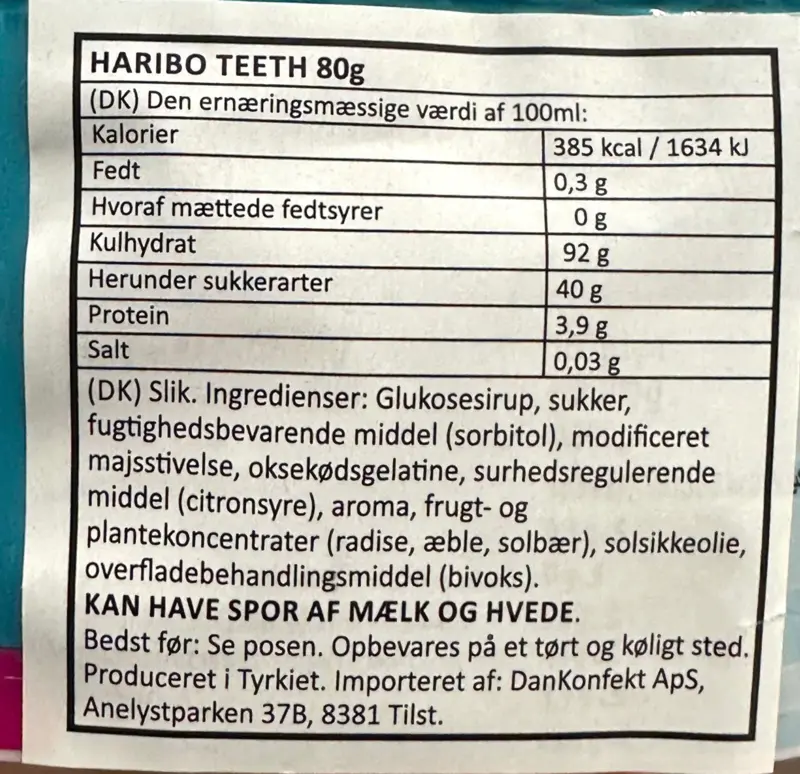 HARIBO TEETH 80g
(DK) Den ernæringsmæssige værdi af 100ml:
Kalorier 385 kcal / 1634 kJ
Fedt 0,3 g
Hvoraf mættede fedtsyrer 0 g
Kulhydrat 92 g
Herunder sukkerarter 40 g
Protein 3,9 g
Salt 0,03 g
(DK) Slik. Ingredienser: Glukosesirup, sukker,
fugtighedsbevarende middel (sorbitol), modificeret
majsstivelse, oksekødsgelatine, surhedsregulerende
middel (citronsyre), aroma, frugt- og
plantekoncentrater (radise, æble, solbær), solsikkeolie,
overfladebehandlingsmiddel (bivoks).
KAN HAVE SPOR AF MÆLK OG HVEDE.
Bedst før: Se posen. Opbevares på et tørt og køligt sted.
Produceret i Tyrkiet. Importeret af: DanKonfekt ApS,
Anelystparken 37B, 8381 Tilst.